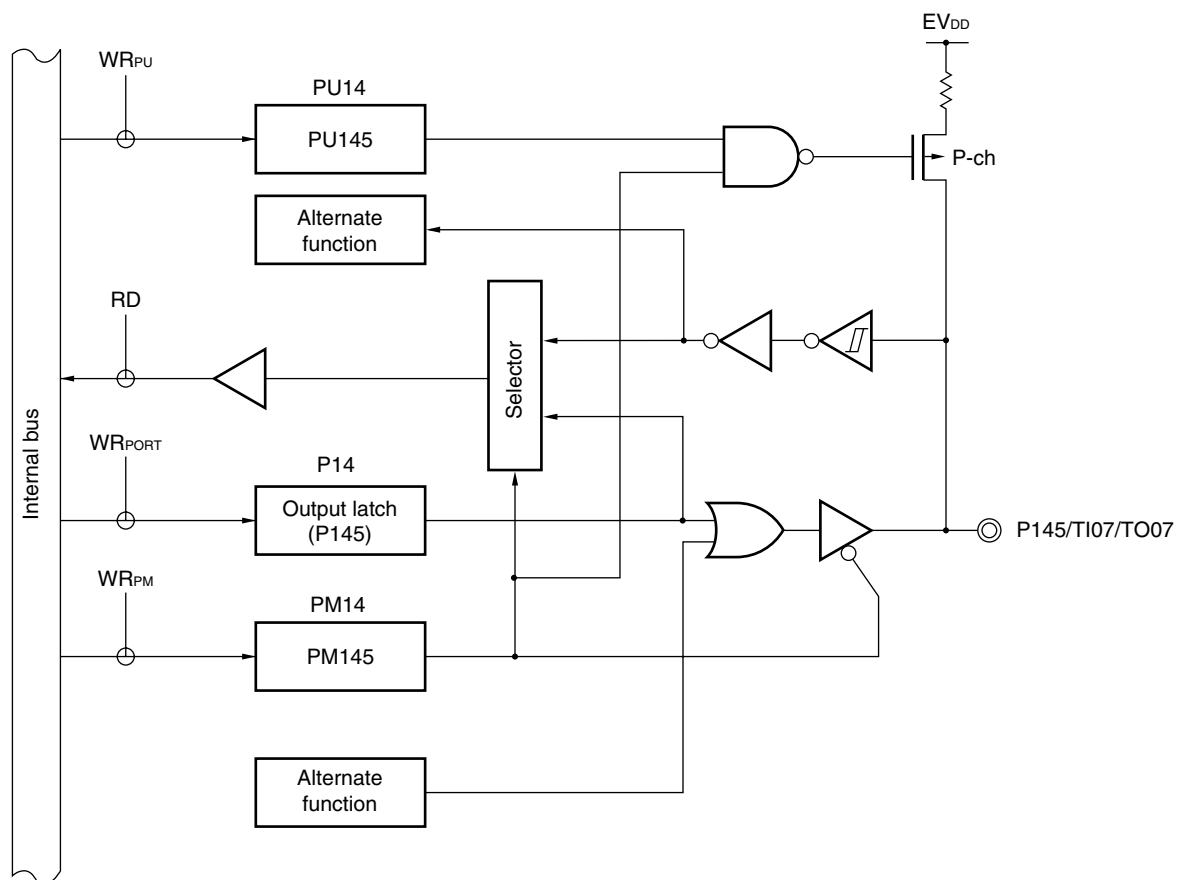 EVDD
WRPU
PU14
PU145
P-ch
Alternate
function
RD
Selector
Internal bus
WRPORT
P14
Output latch
(P145)
P145/TI07/TO07
WRPM
PM14
PM145
Alternate
function